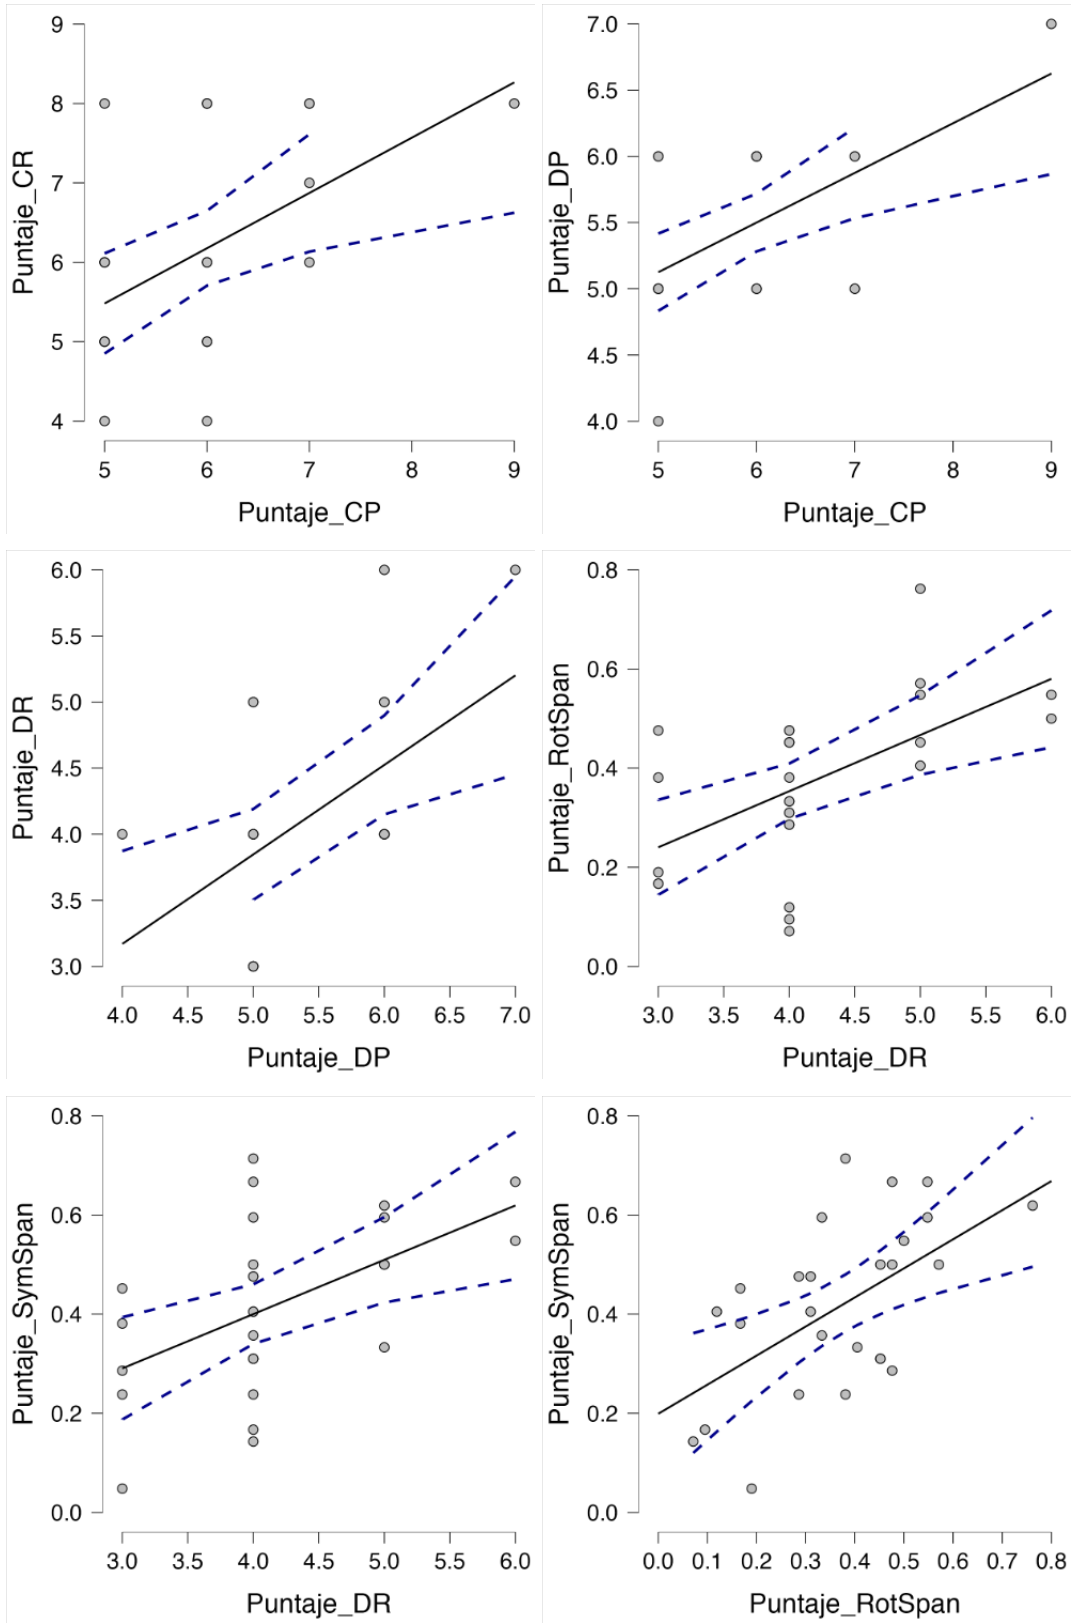 9
8
7
6
5
4
Puntaje_CR
5 6 7 8 9
Puntaje_CP
7.0
6.5
6.0
5.5
5.0
4.5
4.0
Puntaje_DP
5 6 7 8 9
Puntaje_CP
6.0
5.5
5.0
4.5
4.0
3.5
3.0
Puntaje_DR
4.0 4.5 5.0 5.5 6.0 6.5 7.0
Puntaje_DP
0.8
0.6
0.4
0.2
0.0
Puntaje_RotSpan
3.0 3.5 4.0 4.5 5.0 5.5 6.0
Puntaje_DR
0.8
0.6
0.4
0.2
0.0
Puntaje_SymSpan
3.0 3.5 4.0 4.5 5.0 5.5 6.0
Puntaje_DR
0.8
0.6
0.4
0.2
0.0
Puntaje_SymSpan
0.0 0.1 0.2 0.3 0.4 0.5 0.6 0.7 0.8
Puntaje_RotSpan